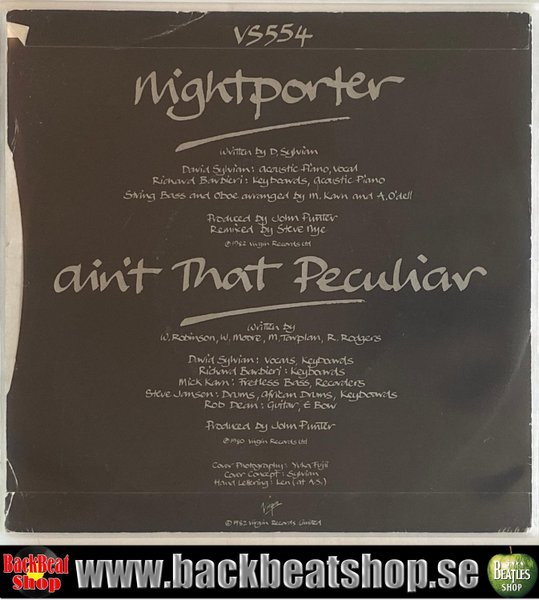 VS554
Nightporter
Written by D. Sylvian
David Sylvian: Acoustic Piano, Vocal
Richard Barbieri: Keyboards, Acoustic Piano
String Bass and Oboe arranged by M. Karn and A. O'dell
Produced by John Punter
Remixed by Steve Nye
℗1982 Virgin Records Ltd
ain't That Peculiar
Written by
W. Robinson, W. Moore, M. Tarplan, R. Rodgers
David Sylvian: Vocals, Keyboards
Richard Barbieri: Keyboards
Mick Karn: Fretless Bass, Recorders
Steve Jansen: Drums, African Drums, Keyboards
Rob Dean: Guitar, E Bow
Produced by John Punter
℗1980 Virgin Records Ltd
Cover Photography: Yuka Fujii
Cover Concept: Sylvian
Hand Lettering: Ken (at A.S.)
Virgin
©1982 Virgin Records Limited
BackBeat
Shop
www.backbeatshop.se
BEATLES
SHOP